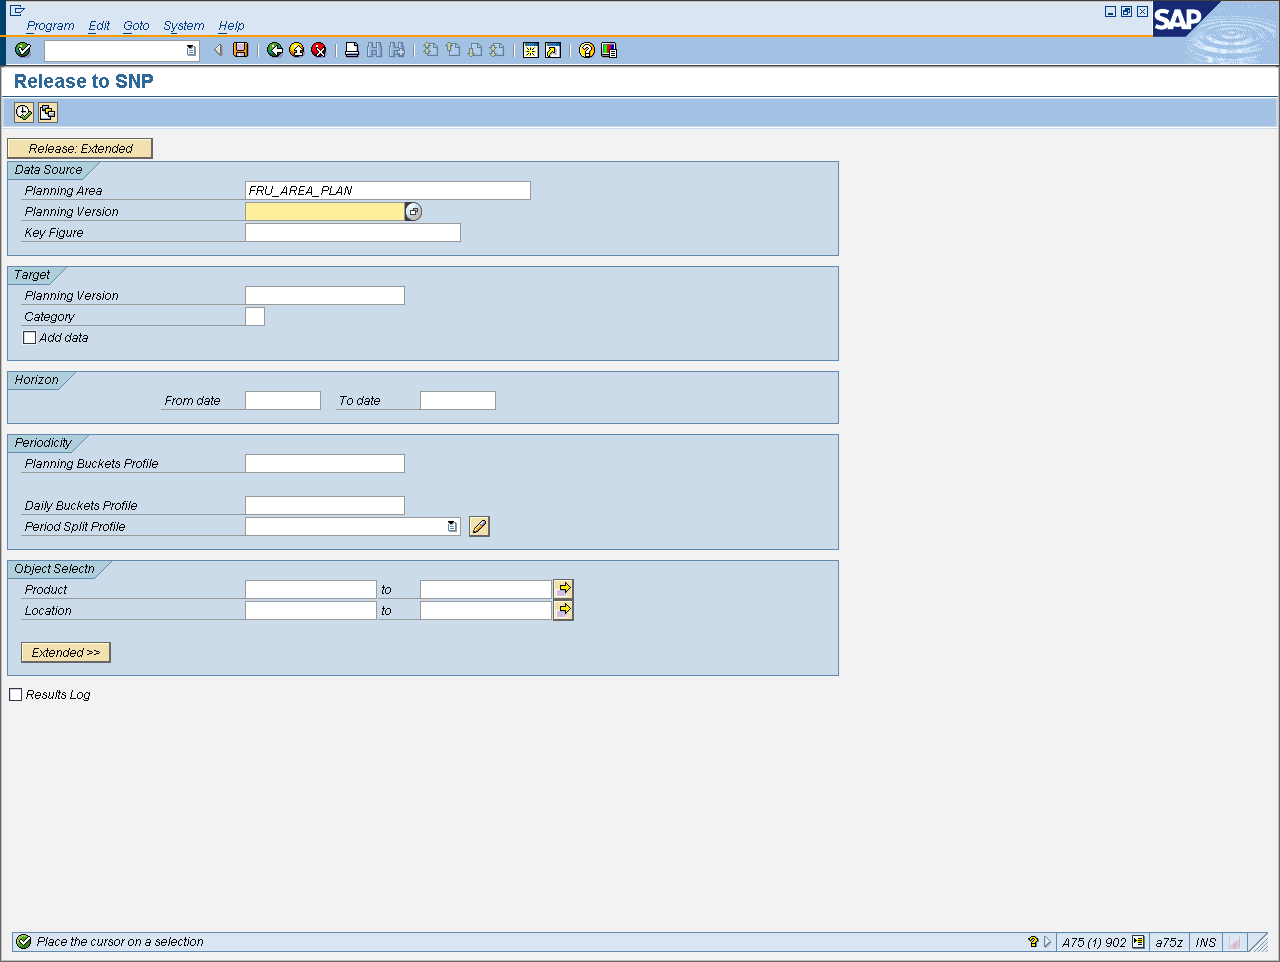 Program Edit Goto System Help
SAP
Release to SNP
Release: Extended
Data Source
Planning Area FRU_AREA_PLAN
Planning Version
Key Figure
Target
Planning Version
Category
Add data
Horizon
From date To date
Periodicity
Planning Buckets Profile
Daily Buckets Profile
Period Split Profile
Object Selectn
Product to
Location to
Extended >>
Results Log
Place the cursor on a selection A75 (1) 902 a75z INS